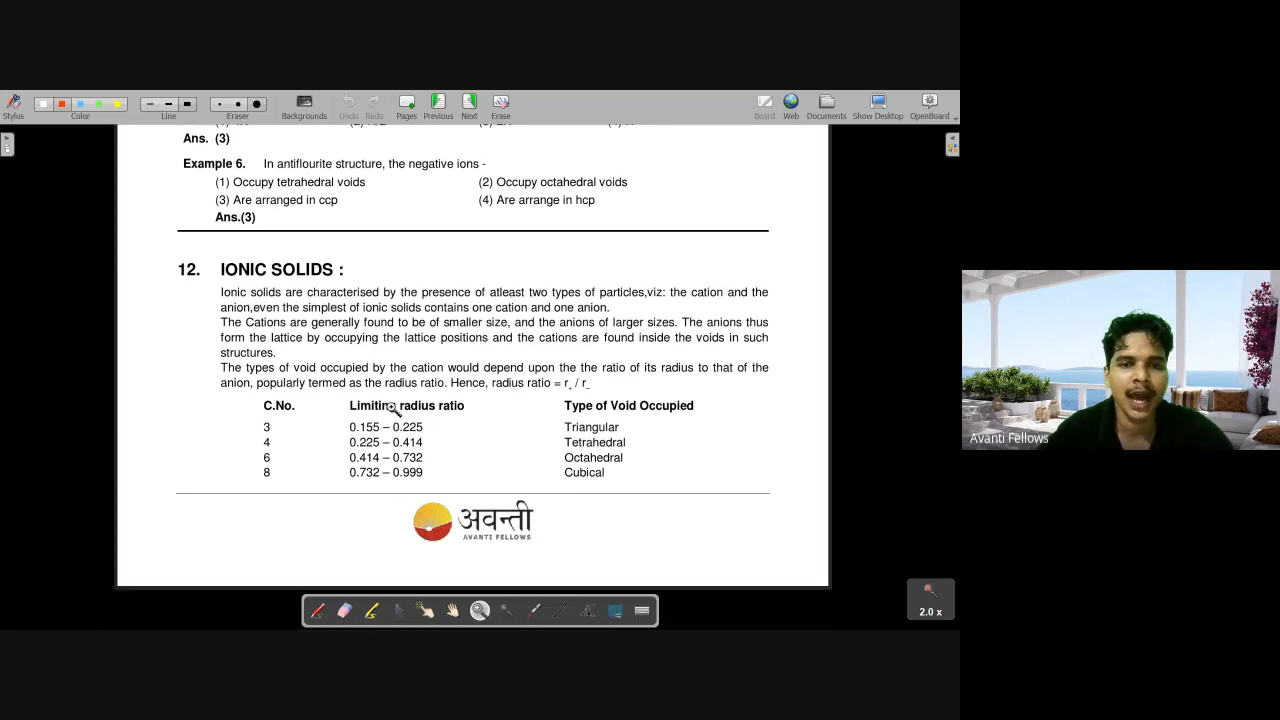 Stylus
Color
Line
Eraser
Backgrounds
Undo
Redo
Pages
Previous
Next
Erase
Board
Web
Documents
Show Desktop
OpenBoard
Ans. (3)
Example 6. In antiflourite structure, the negative ions -
(1) Occupy tetrahedral voids (2) Occupy octahedral voids
(3) Are arranged in ccp (4) Are arrange in hcp
Ans.(3)
12. IONIC SOLIDS :
Ionic solids are characterised by the presence of atleast two types of particles,viz: the cation and the
anion,even the simplest of ionic solids contains one cation and one anion.
The Cations are generally found to be of smaller size, and the anions of larger sizes. The anions thus
form the lattice by occupying the lattice positions and the cations are found inside the voids in such
structures.
The types of void occupied by the cation would depend upon the the ratio of its radius to that of the
anion, popularly termed as the radius ratio. Hence, radius ratio = r₊ / r₋
C.No. Limiting radius ratio Type of Void Occupied
3 0.155 – 0.225 Triangular
4 0.225 – 0.414 Tetrahedral
6 0.414 – 0.732 Octahedral
8 0.732 – 0.999 Cubical
अवन्ती
AVANTI FELLOWS
2.0 x
Avanti Fellows